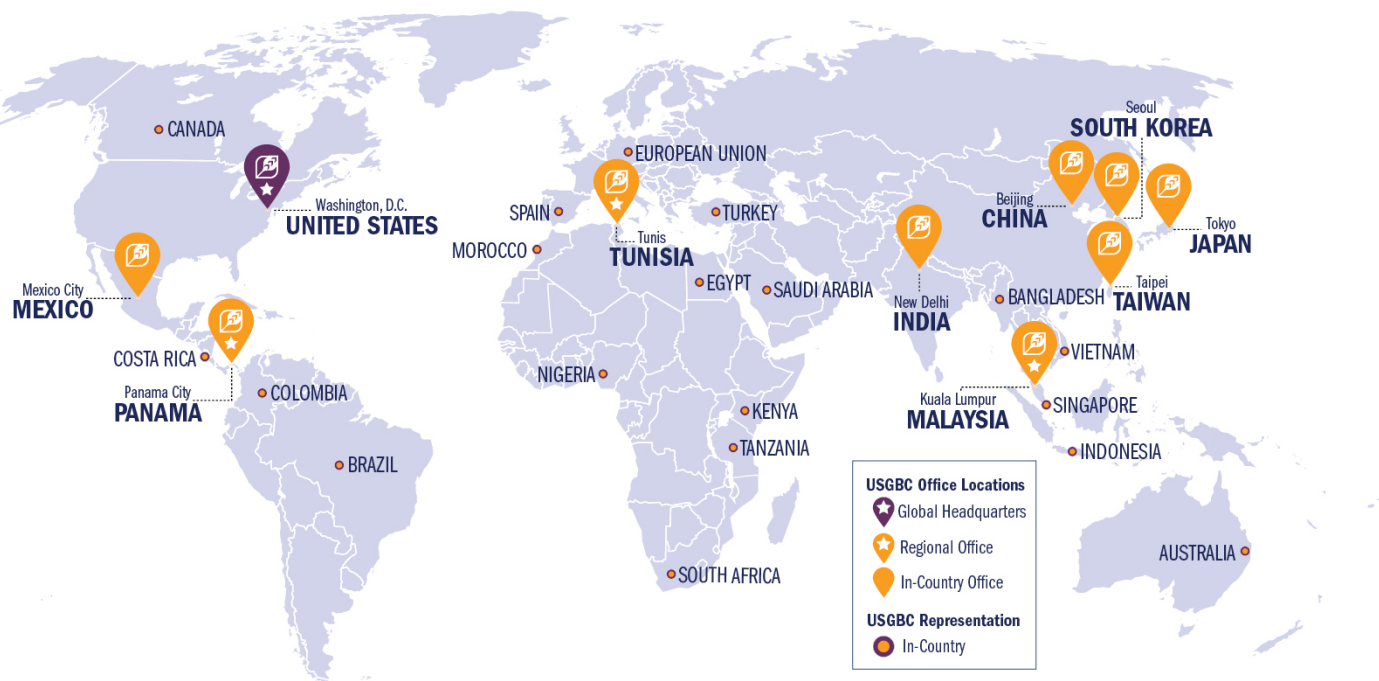 CANADA
Washington, D.C.
UNITED STATES
Mexico City
MEXICO
COSTA RICA
Panama City
PANAMA
COLOMBIA
BRAZIL
EUROPEAN UNION
SPAIN
TURKEY
MOROCCO
Tunis
TUNISIA
EGYPT
SAUDI ARABIA
NIGERIA
KENYA
TANZANIA
SOUTH AFRICA
Seoul
SOUTH KOREA
Beijing
CHINA
Tokyo
JAPAN
New Delhi
INDIA
BANGLADESH
Taipei
TAIWAN
VIETNAM
Kuala Lumpur
MALAYSIA
SINGAPORE
INDONESIA
AUSTRALIA
USGBC Office Locations
Global Headquarters
Regional Office
In-Country Office
USGBC Representation
In-Country